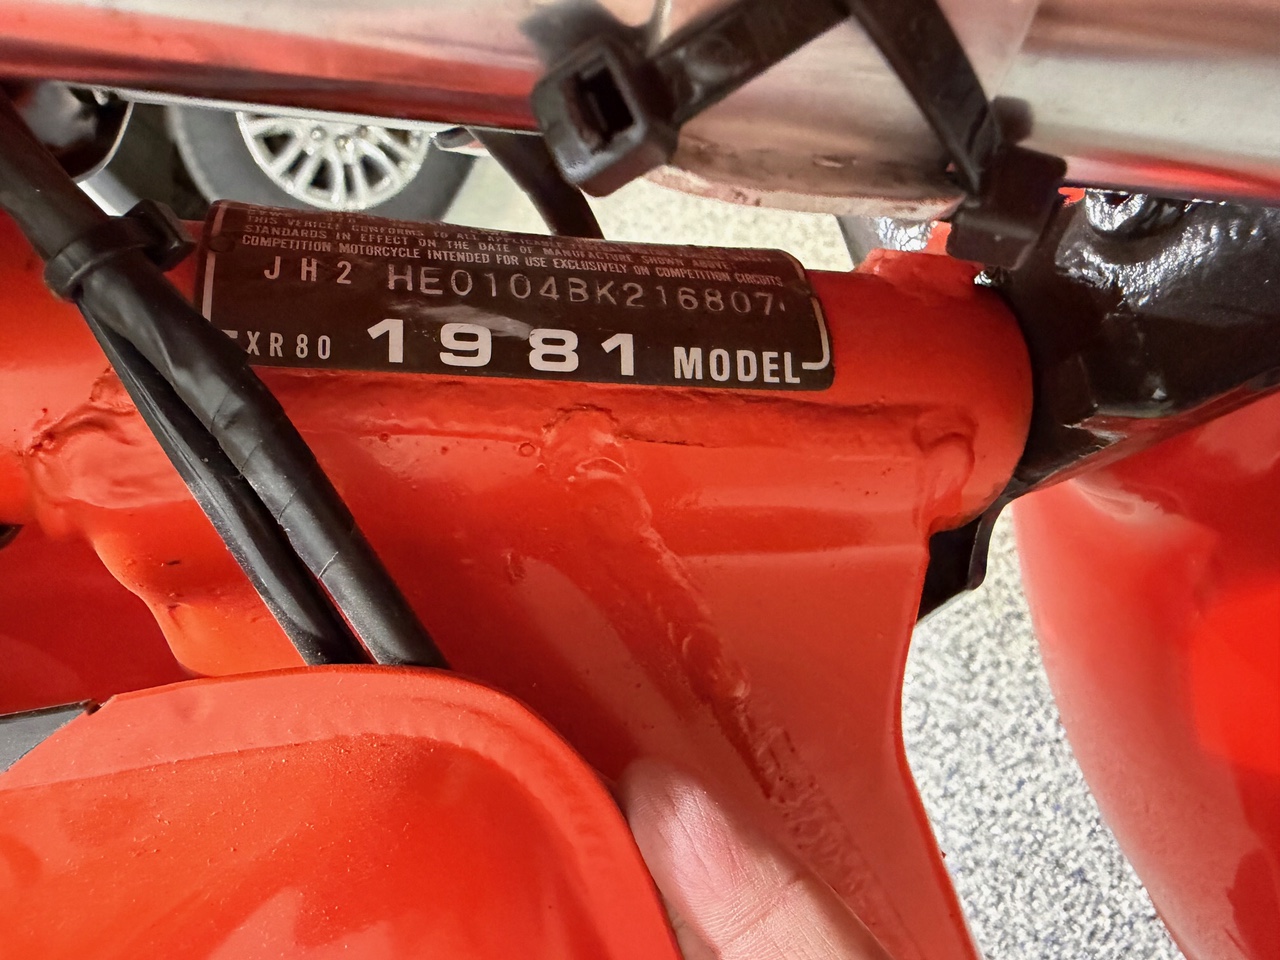 THIS VEHICLE CONFORMS TO ALL APPLICABLE
STANDARDS IN EFFECT ON THE DATE OF MANUFACTURE SHOWN ABOVE.
COMPETITION MOTORCYCLE INTENDED FOR USE EXCLUSIVELY ON COMPETITION CIRCUITS
JH2 HE0104BK216807
XR80 1981 MODEL